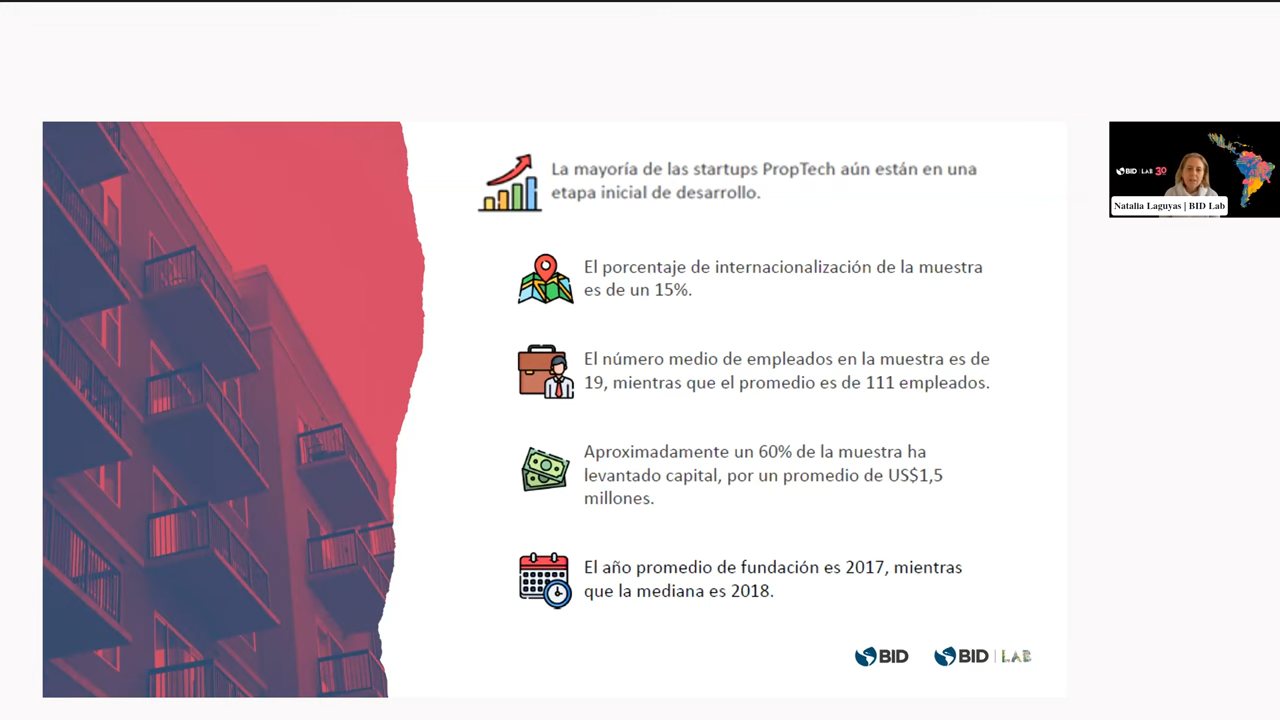 La mayoría de las startups PropTech aún están en una
etapa inicial de desarrollo.
El porcentaje de internacionalización de la muestra
es de un 15%.
El número medio de empleados en la muestra es de
19, mientras que el promedio es de 111 empleados.
Aproximadamente un 60% de la muestra ha
levantado capital, por un promedio de US$1,5
millones.
El año promedio de fundación es 2017, mientras
que la mediana es 2018.
BID
BID | LAB
BID | LAB 30
Natalia Laguyas | BID Lab